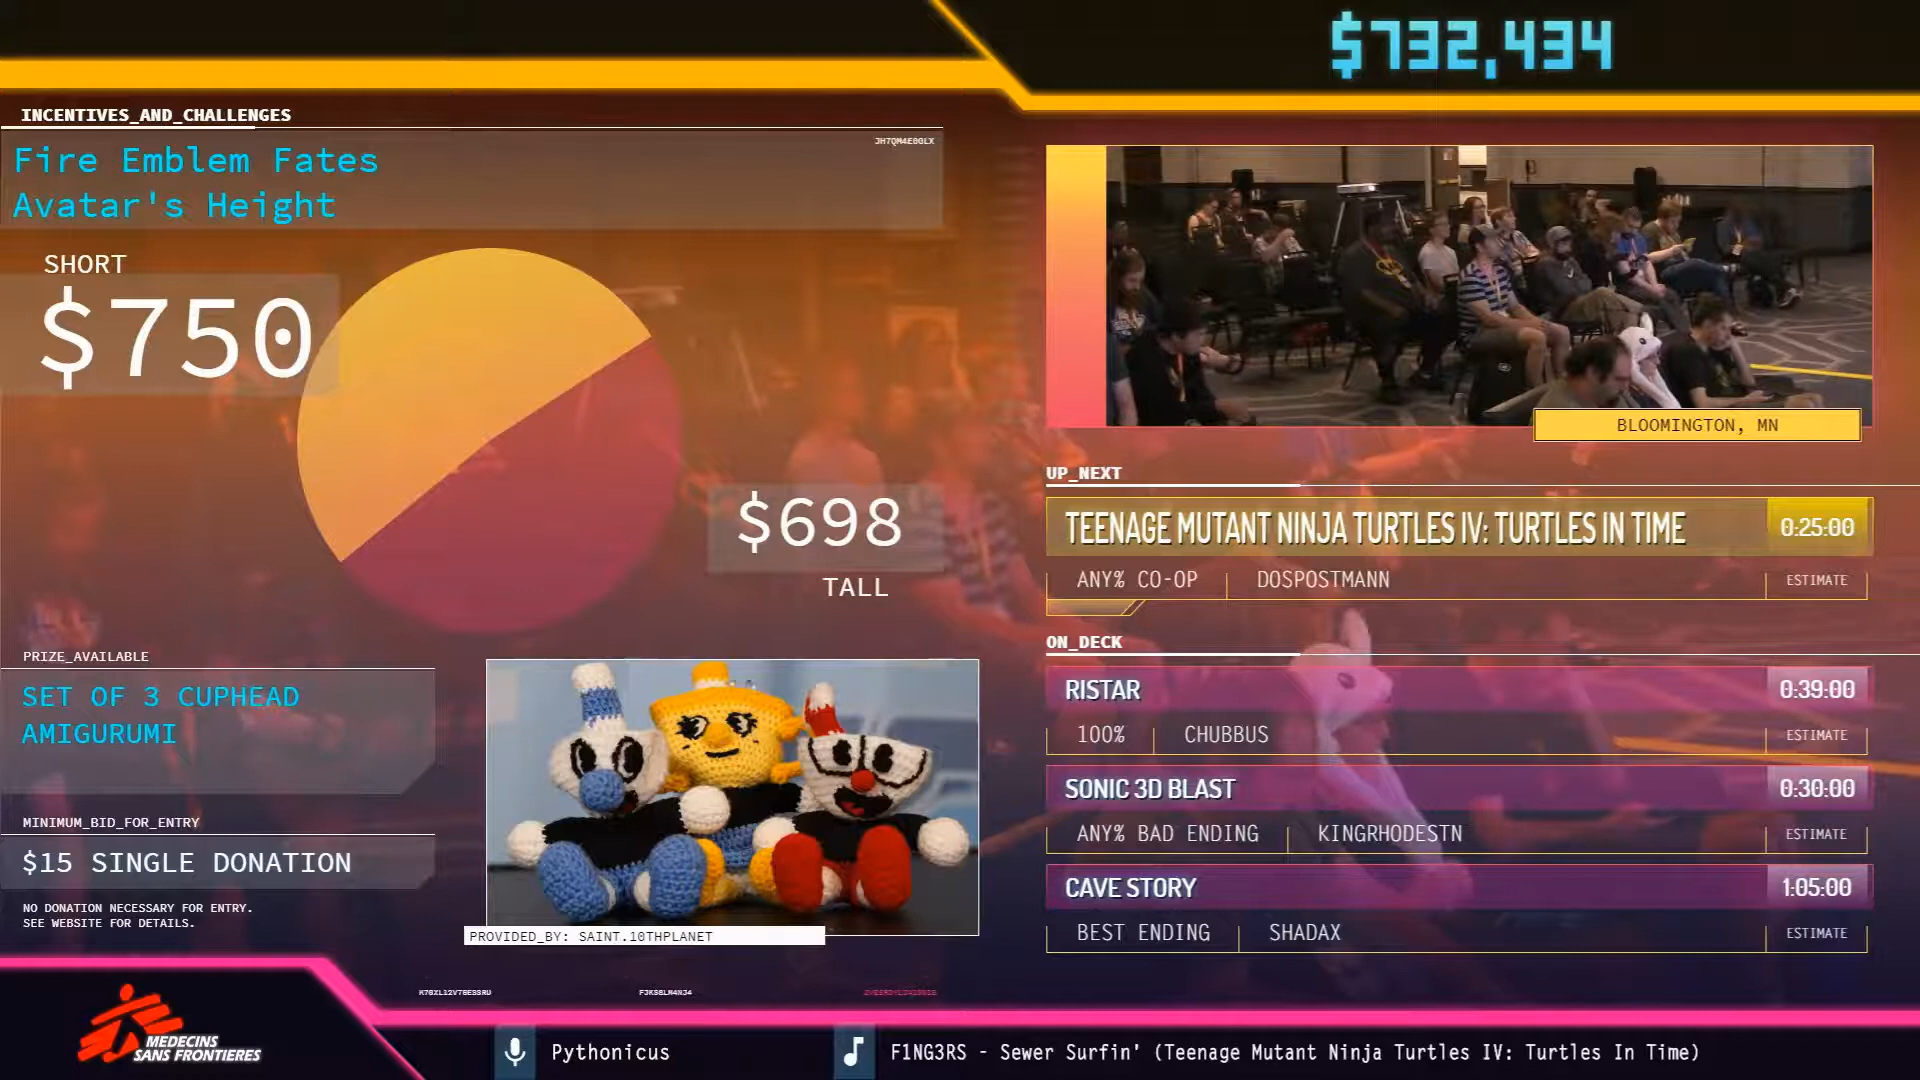 $732,434
INCENTIVES_AND_CHALLENGES
JH7QM4E0GLX
Fire Emblem Fates
Avatar's Height
SHORT
$750
$698
TALL
PRIZE_AVAILABLE
SET OF 3 CUPHEAD
AMIGURUMI
MINIMUM_BID_FOR_ENTRY
$15 SINGLE DONATION
NO DONATION NECESSARY FOR ENTRY.
SEE WEBSITE FOR DETAILS.
PROVIDED_BY: SAINT.10THPLANET
BLOOMINGTON, MN
UP_NEXT
TEENAGE MUTANT NINJA TURTLES IV: TURTLES IN TIME 0:25:00
ANY% CO-OP DOSPOSTMANN ESTIMATE
ON_DECK
RISTAR 0:39:00
100% CHUBBUS ESTIMATE
SONIC 3D BLAST 0:30:00
ANY% BAD ENDING KINGRHODESTN ESTIMATE
CAVE STORY 1:05:00
BEST ENDING SHADAX ESTIMATE
MEDECINS
SANS FRONTIERES
Pythonicus
F1NG3RS - Sewer Surfin' (Teenage Mutant Ninja Turtles IV: Turtles In Time)